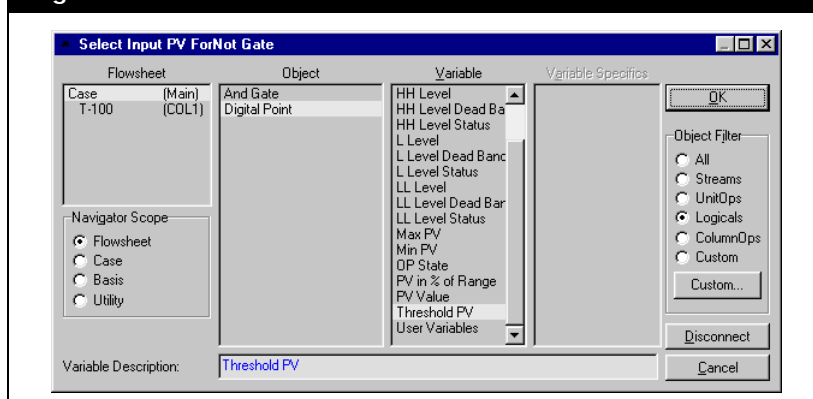 Select Input PV ForNot Gate
Flowsheet
Object
Variable
Variable Specifics
Case (Main)
T-100 (COL1)
And Gate
Digital Point
HH Level
HH Level Dead Ba
HH Level Status
L Level
L Level Dead Banc
L Level Status
LL Level
LL Level Dead Bar
LL Level Status
Max PV
Min PV
OP State
PV in % of Range
PV Value
Threshold PV
User Variables
Navigator Scope
Flowsheet
Case
Basis
Utility
OK
Object Filter
All
Streams
UnitOps
Logicals
ColumnOps
Custom
Custom...
Disconnect
Cancel
Variable Description:
Threshold PV